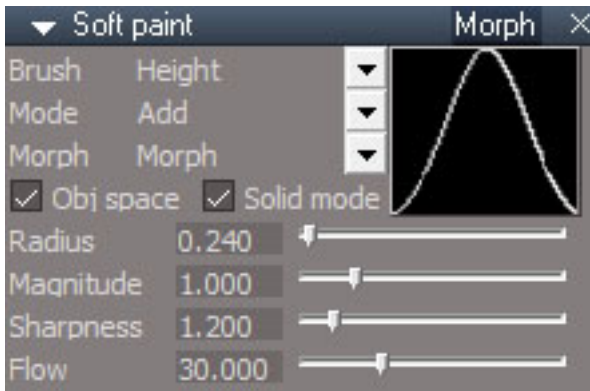 Soft paint Morph
Brush Height
Mode Add
Morph Morph
Obj space Solid mode
Radius 0.240
Magnitude 1.000
Sharpness 1.200
Flow 30.000